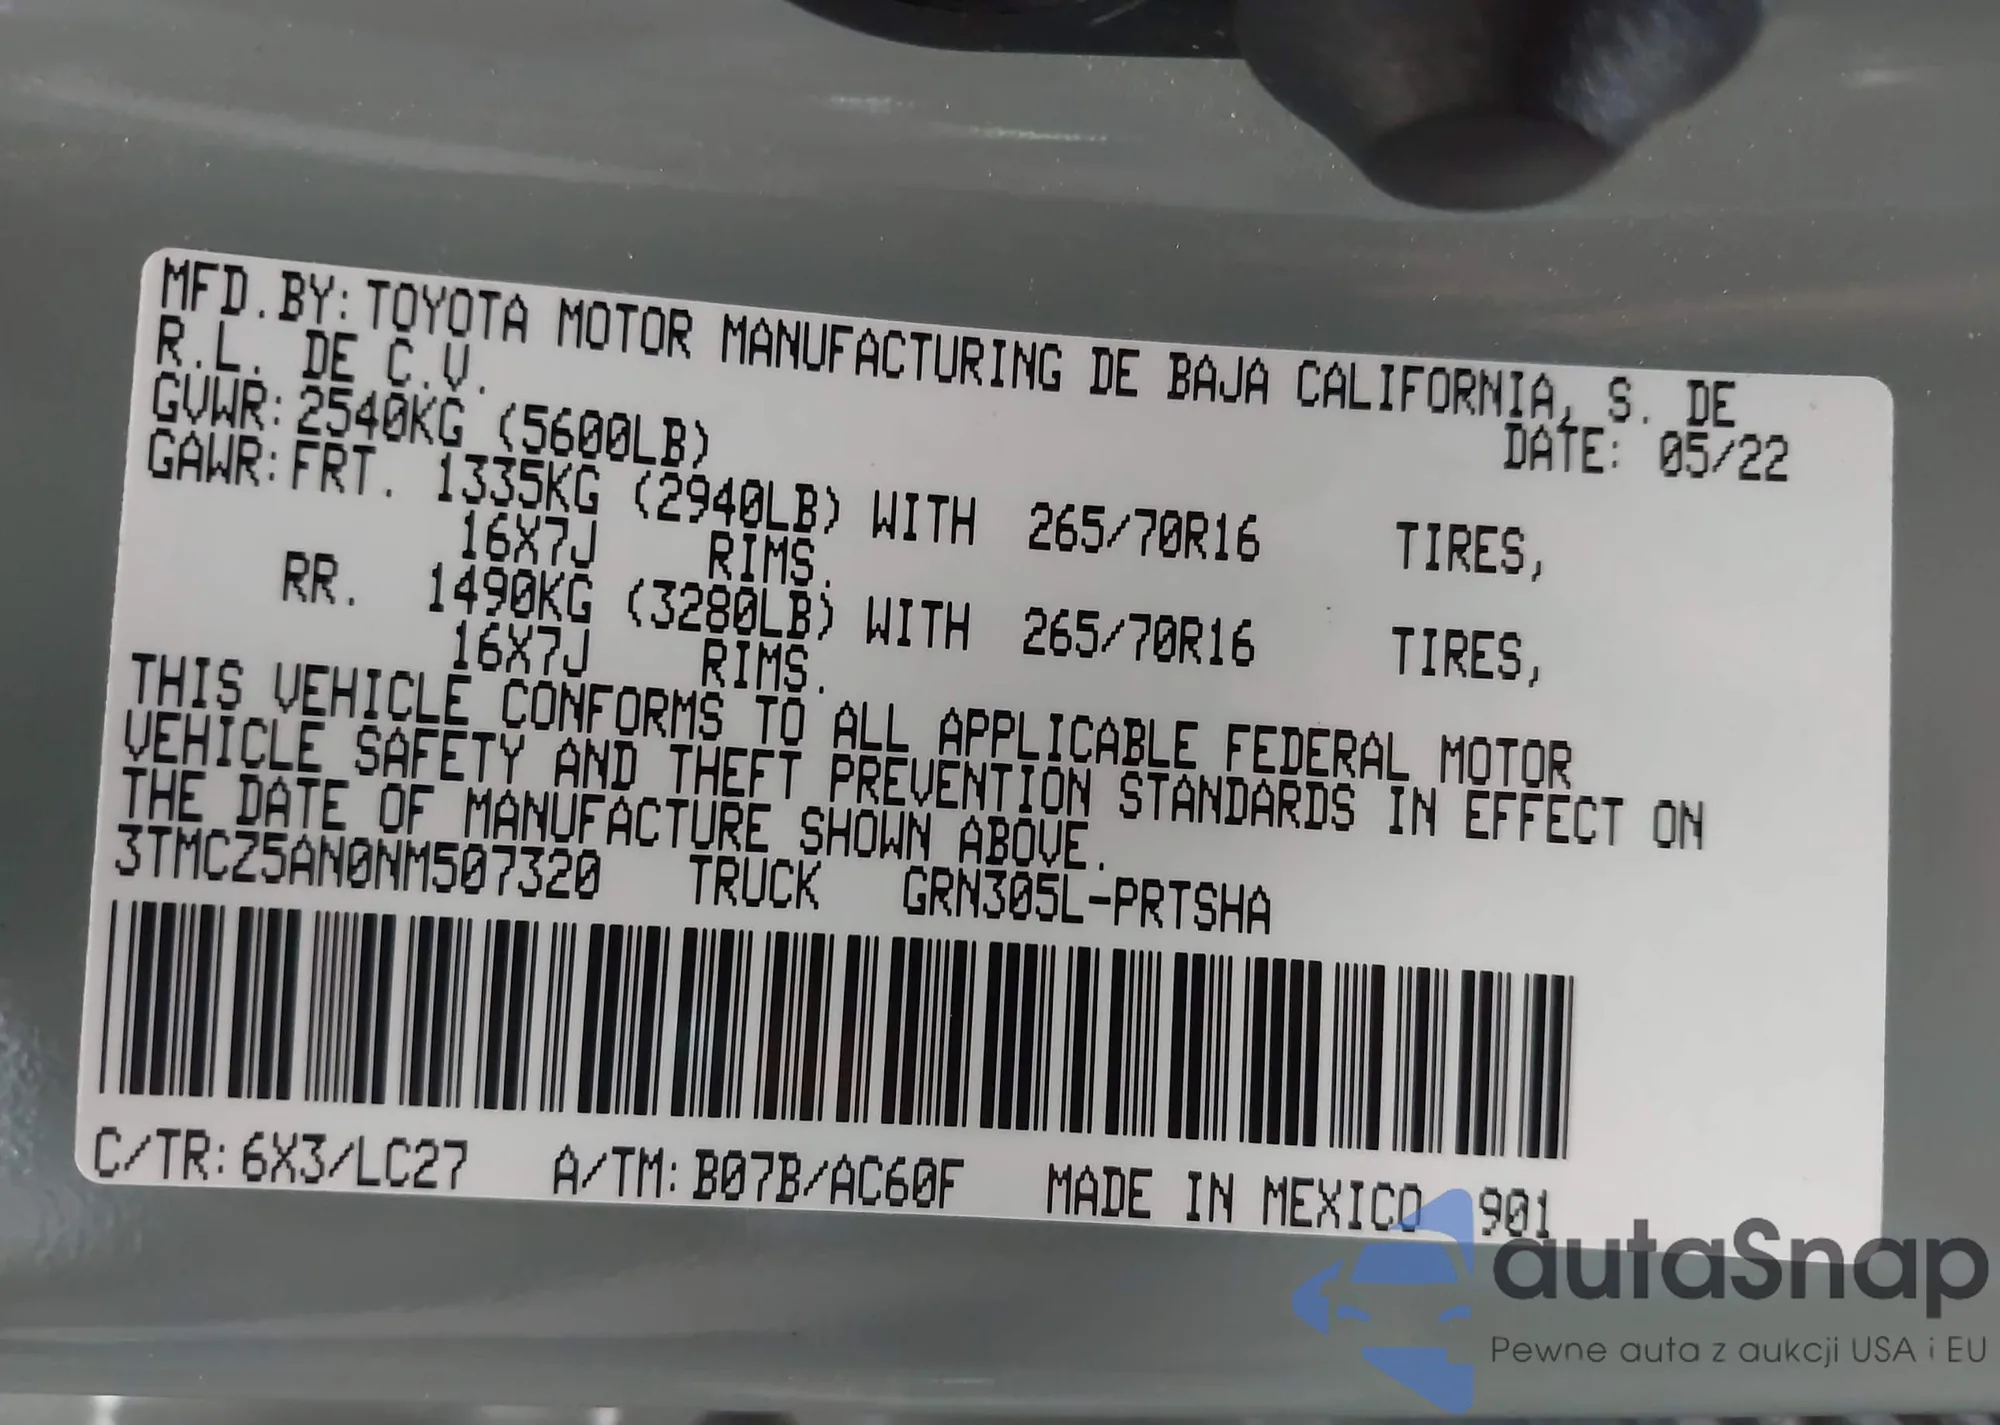 MFD.BY: TOYOTA MOTOR MANUFACTURING DE BAJA CALIFORNIA, S. DE
R.L. DE C.V. DATE: 05/22
GVWR: 2540KG (5600LB)
GAWR: FRT. 1335KG (2940LB) WITH 265/70R16 TIRES,
16X7J RIMS.
RR. 1490KG (3280LB) WITH 265/70R16 TIRES,
16X7J RIMS.
THIS VEHICLE CONFORMS TO ALL APPLICABLE FEDERAL MOTOR
VEHICLE SAFETY AND THEFT PREVENTION STANDARDS IN EFFECT ON
THE DATE OF MANUFACTURE SHOWN ABOVE.
3TMCZ5AN0NM507320 TRUCK GRN305L-PRTSHA
C/TR: 6X3/LC27 A/TM: B07B/AC60F MADE IN MEXICO 901
autaSnap
Pewne auta z aukcji USA i EU